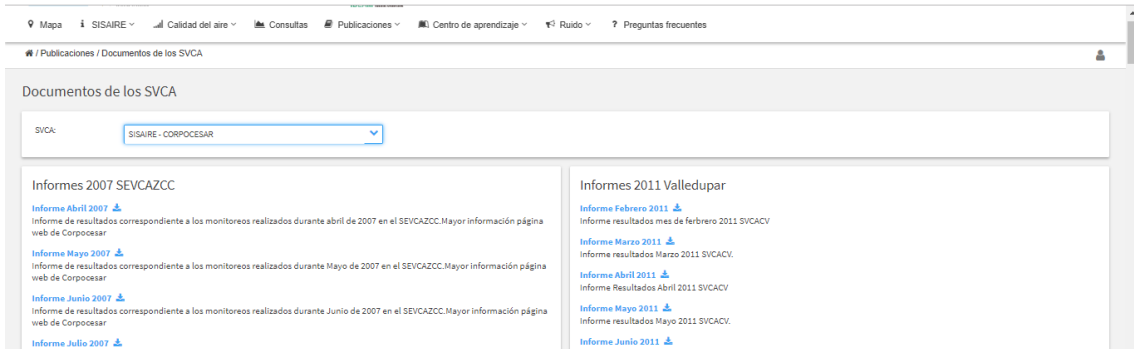 Mapa SISAIRE Calidad del aire Consultas Publicaciones Centro de aprendizaje Ruido ? Preguntas frecuentes
/ Publicaciones / Documentos de los SVCA
Documentos de los SVCA
SVCA: SISAIRE - CORPOCESAR
Informes 2007 SEVCAZCC
Informe Abril 2007
Informe de resultados correspondiente a los monitoreos realizados durante abril de 2007 en el SEVCAZCC.Mayor información página
web de Corpocesar
Informe Mayo 2007
Informe de resultados correspondiente a los monitoreos realizados durante Mayo de 2007 en el SEVCAZCC.Mayor información página
web de Corpocesar
Informe Junio 2007
Informe de resultados correspondiente a los monitoreos realizados durante Junio de 2007 en el SEVCAZCC.Mayor información página
web de Corpocesar
Informe Julio 2007
Informes 2011 Valledupar
Informe Febrero 2011
Informe resultados mes de ferbrero 2011 SVCACV
Informe Marzo 2011
Informe resultados Marzo 2011 SVCACV.
Informe Abril 2011
Informe Resultados Abril 2011 SVCACV
Informe Mayo 2011
Informe resultados Mayo 2011 SVCACV.
Informe Junio 2011